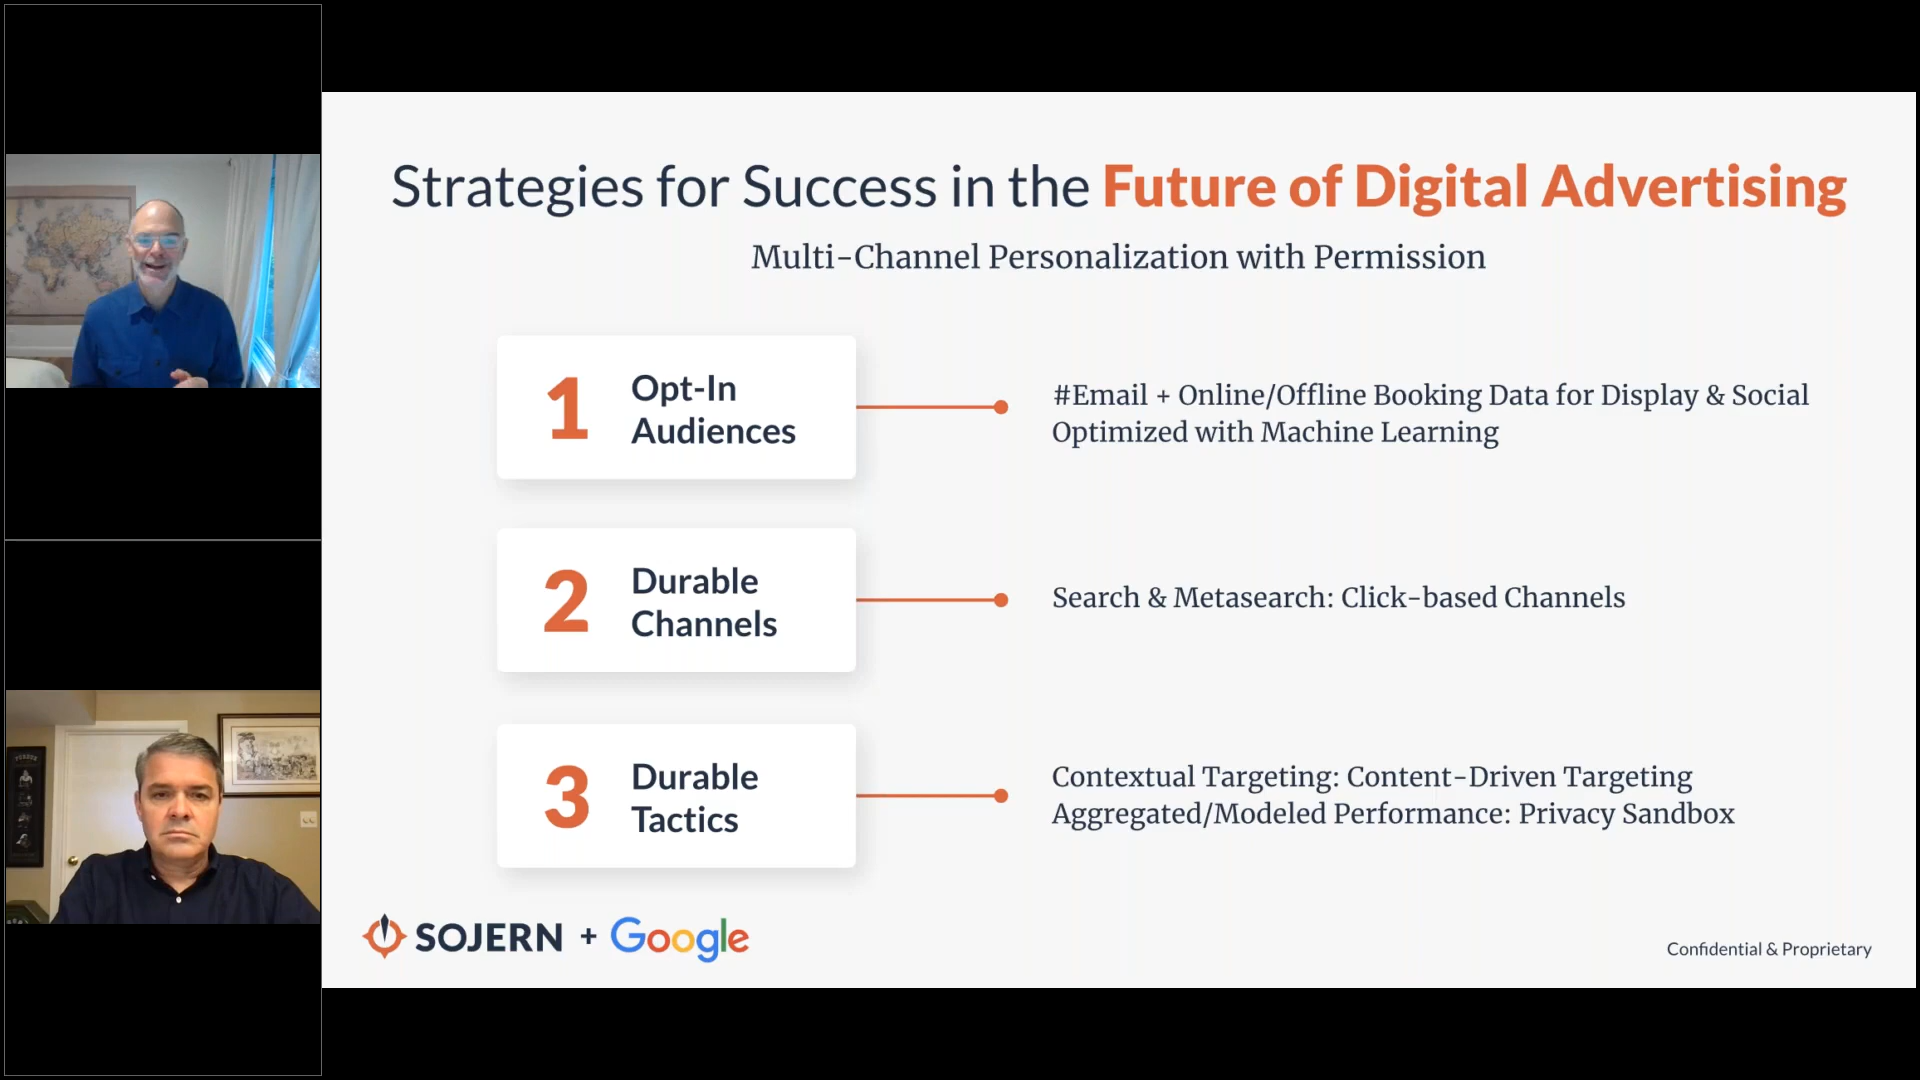 Strategies for Success in the Future of Digital Advertising
Multi-Channel Personalization with Permission
1
Opt-In
Audiences
#Email + Online/Offline Booking Data for Display & Social
Optimized with Machine Learning
2
Durable
Channels
Search & Metasearch: Click-based Channels
3
Durable
Tactics
Contextual Targeting: Content-Driven Targeting
Aggregated/Modeled Performance: Privacy Sandbox
SOJERN + Google
Confidential & Proprietary
PURDUE